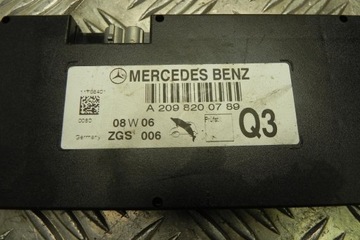 MERCEDES BENZ
A 209 820 07 89
08 W 06
Germany
ZGS 006
Q3